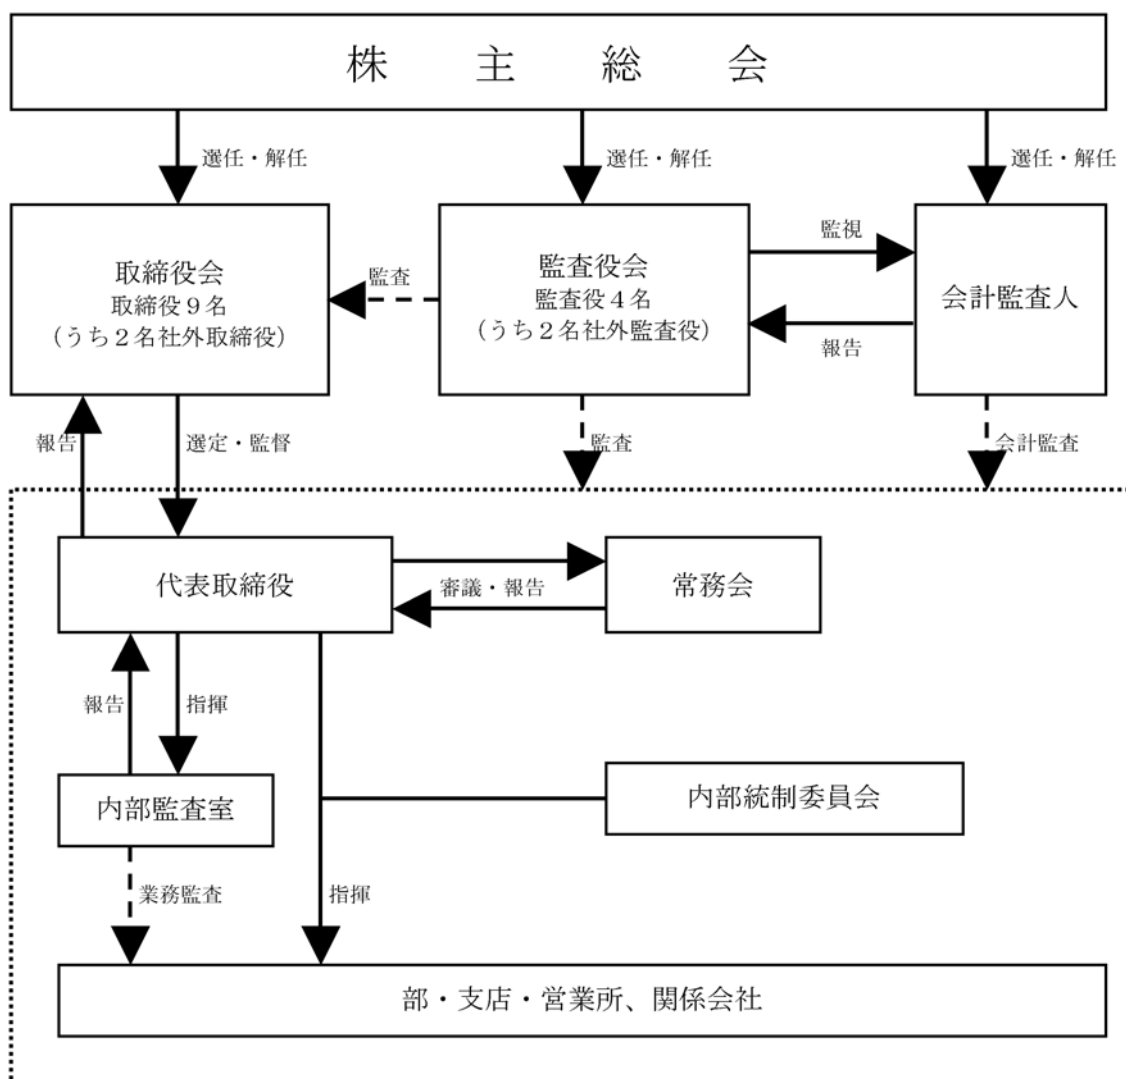 株主総会
選任・解任
選任・解任
選任・解任
取締役会
取締役９名
（うち２名社外取締役）
監査
監査役会
監査役４名
（うち２名社外監査役）
監視
報告
会計監査人
報告
選定・監督
監査
会計監査
代表取締役
審議・報告
常務会
報告
指揮
内部監査室
内部統制委員会
業務監査
指揮
部・支店・営業所、関係会社